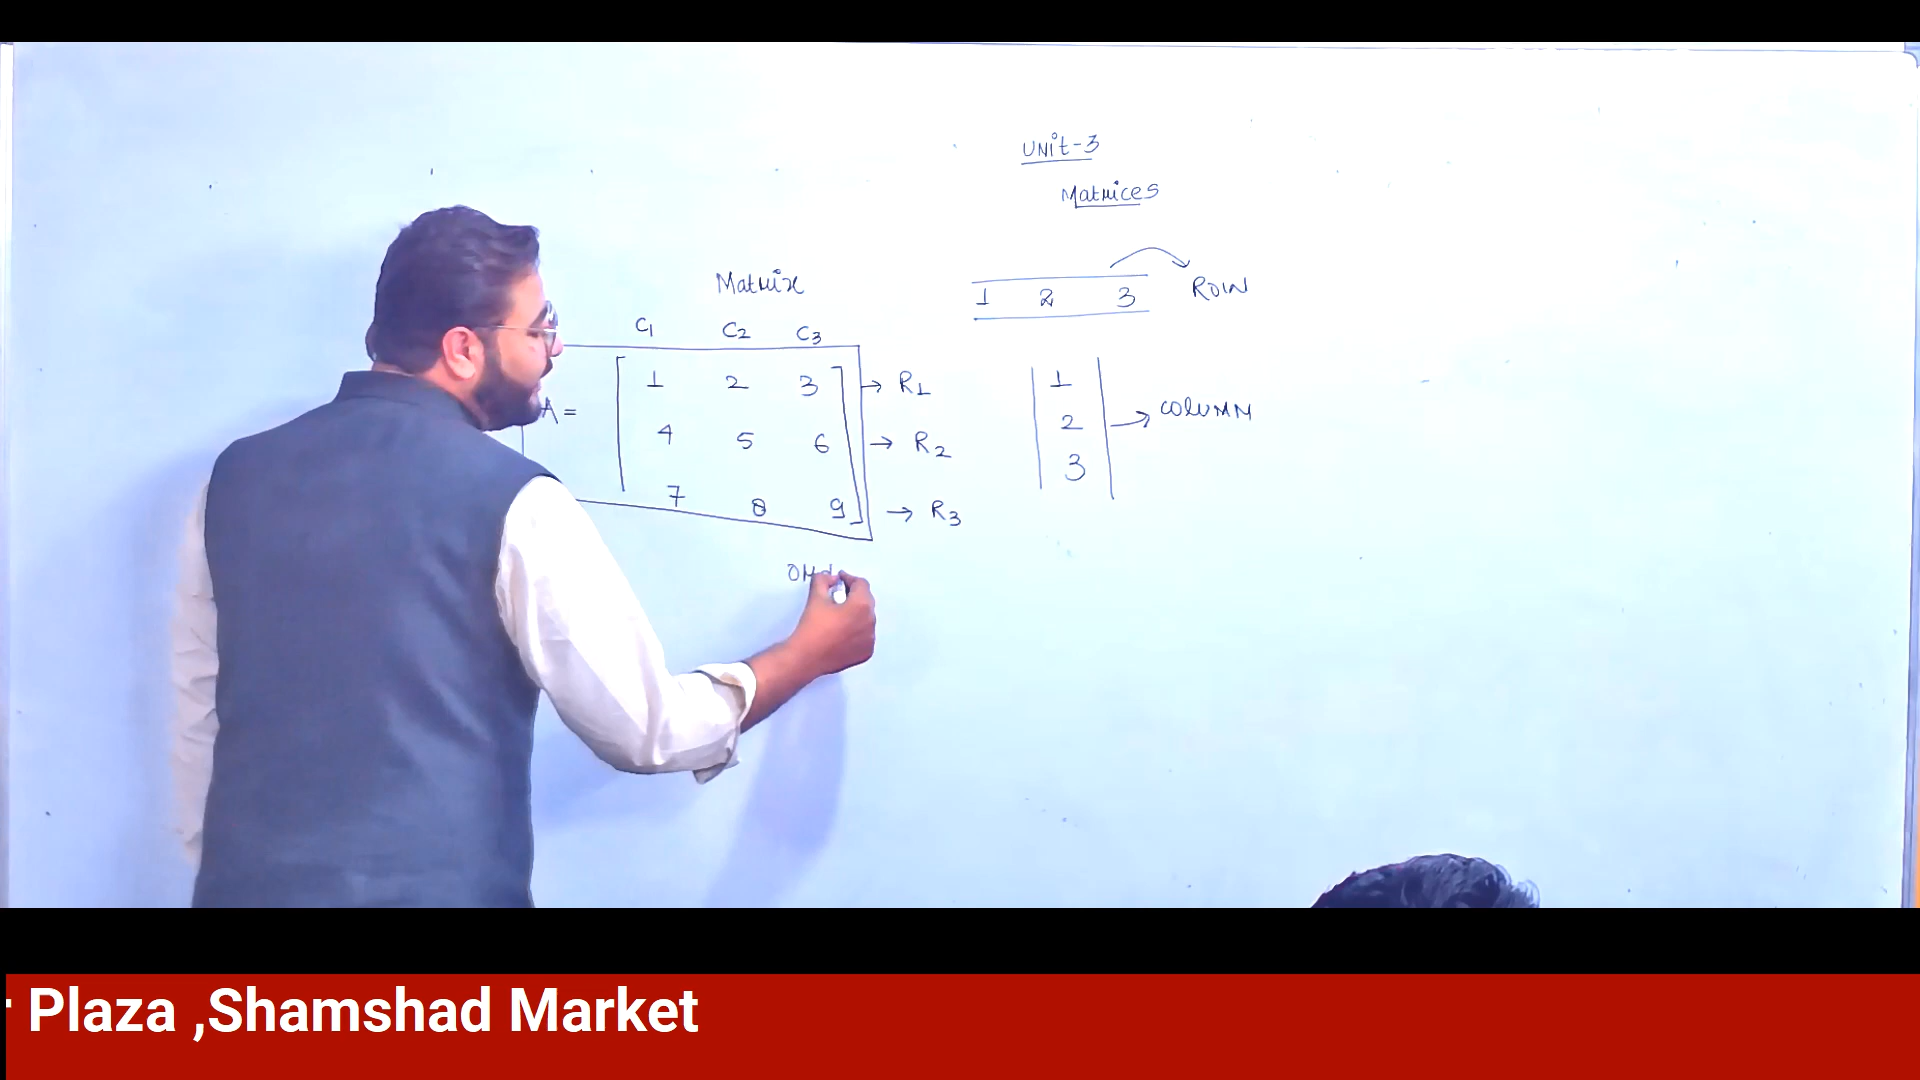 UNit-3
Matrices
Matrix
C1 C2 C3
A = [ 1 2 3 ] → R1
4 5 6 → R2
7 8 9 → R3
1 2 3 ROW
1
2
3
→ COLUMN
Plaza ,Shamshad Market